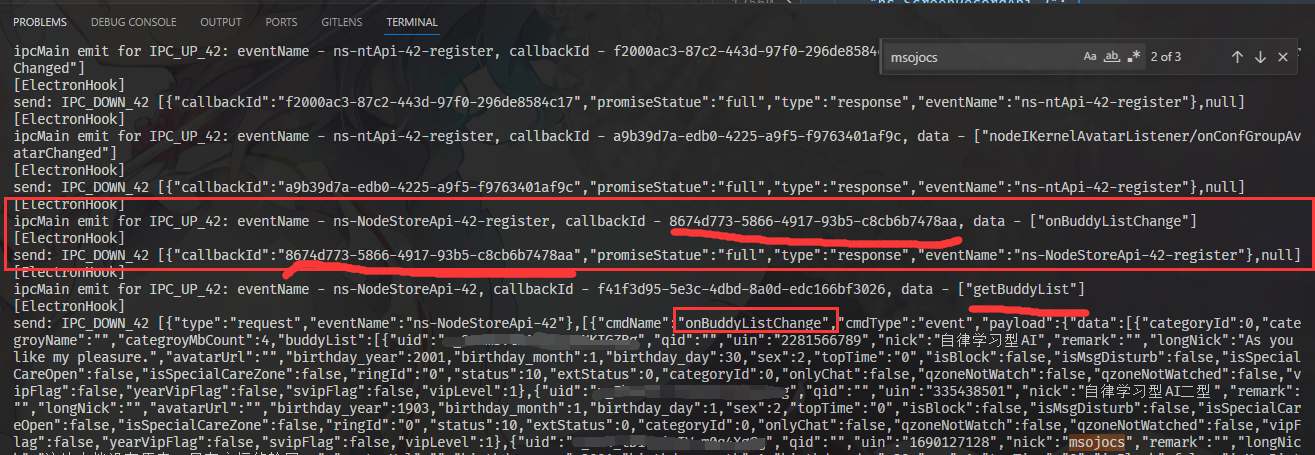 PROBLEMS DEBUG CONSOLE OUTPUT PORTS GITLENS TERMINAL
msojocs Aa ab 2 of 3
ipcMain emit for IPC_UP_42: eventName - ns-ntApi-42-register, callbackId - f2000ac3-87c2-443d-97f0-296de8584c
Changed"]
[ElectronHook]
send: IPC_DOWN_42 [{"callbackId":"f2000ac3-87c2-443d-97f0-296de8584c17","promiseStatue":"full","type":"response","eventName":"ns-ntApi-42-register"},null]
[ElectronHook]
ipcMain emit for IPC_UP_42: eventName - ns-ntApi-42-register, callbackId - a9b39d7a-edb0-4225-a9f5-f9763401af9c, data - ["nodeIKernelAvatarListener/onConfGroupAv
atarChanged"]
[ElectronHook]
send: IPC_DOWN_42 [{"callbackId":"a9b39d7a-edb0-4225-a9f5-f9763401af9c","promiseStatue":"full","type":"response","eventName":"ns-ntApi-42-register"},null]
[ElectronHook]
ipcMain emit for IPC_UP_42: eventName - ns-NodeStoreApi-42-register, callbackId - 8674d773-5866-4917-93b5-c8cb6b7478aa, data - ["onBuddyListChange"]
[ElectronHook]
send: IPC_DOWN_42 [{"callbackId":"8674d773-5866-4917-93b5-c8cb6b7478aa","promiseStatue":"full","type":"response","eventName":"ns-NodeStoreApi-42-register"},null]
[ElectronHook]
ipcMain emit for IPC_UP_42: eventName - ns-NodeStoreApi-42, callbackId - f41f3d95-5e3c-4dbd-8a0d-edc166bf3026, data - ["getBuddyList"]
[ElectronHook]
send: IPC_DOWN_42 [{"type":"request","eventName":"ns-NodeStoreApi-42"},[{"cmdName":"onBuddyListChange","cmdType":"event","payload":{"data":[{"categoryId":0,"cate
groyName":"","categroyMbCount":4,"buddyList":[{"uid": "qid":"","uin":"2281566789","nick":"自律学习型AI","remark":"","longNick":"As you
like my pleasure.","avatarUrl":"","birthday_year":2001,"birthday_month":1,"birthday_day":30,"sex":2,"topTime":"0","isBlock":false,"isMsgDisturb":false,"isSpecial
CareOpen":false,"isSpecialCareZone":false,"ringId":"0","status":10,"extStatus":0,"categoryId":0,"onlyChat":false,"qzoneNotWatch":false,"qzoneNotWatched":false,"v
ipFlag":false,"yearVipFlag":false,"svipFlag":false,"vipLevel":1},{"uid": "qid":"","uin":"335438501","nick":"自律学习型AI二型","remark":
"","longNick":"","avatarUrl":"","birthday_year":1903,"birthday_month":1,"birthday_day":1,"sex":2,"topTime":"0","isBlock":false,"isMsgDisturb":false,"isSpecialCar
eOpen":false,"isSpecialCareZone":false,"ringId":"0","status":10,"extStatus":0,"categoryId":0,"onlyChat":false,"qzoneNotWatch":false,"qzoneNotWatched":false,"vipF
lag":false,"yearVipFlag":false,"svipFlag":false,"vipLevel":1},{"uid": "qid":"","uin":"1690127128","nick":"msojocs","remark":"","longNic